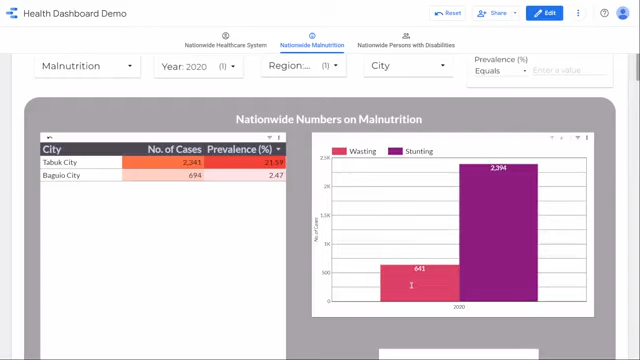 Health Dashboard Demo
Reset
Share
Edit
Nationwide Healthcare System
Nationwide Malnutrition
Nationwide Persons with Disabilities
Malnutrition
Year: 2020 (1)
Region:... (1)
City
Prevalence (%)
Equals
Enter a value
Nationwide Numbers on Malnutrition
City No. of Cases Prevalence (%)
Tabuk City 2,341 21.59
Baguio City 694 2.47
Wasting Stunting
2.5K
2K
1.5K
1K
500
0
No. of Cases
641
2,394
2020